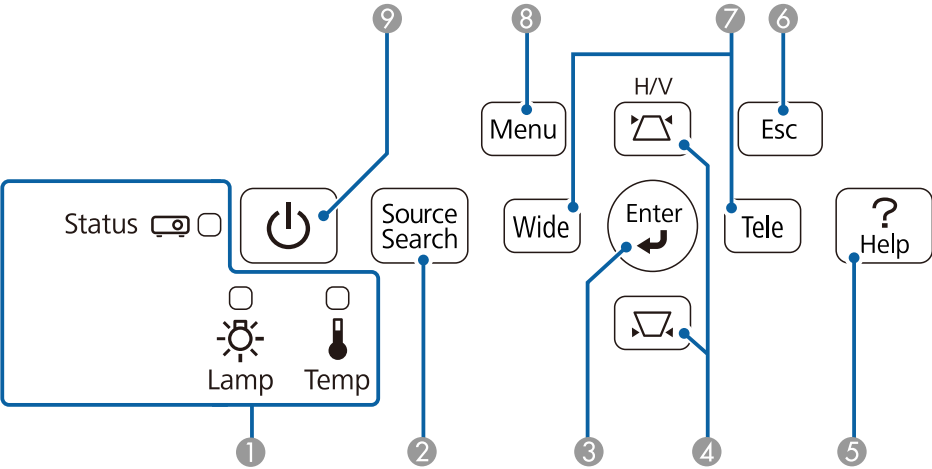 9
8
7
6
H/V
Menu
Esc
Status
Source
Search
Wide
Enter
Tele
?
Help
Lamp
Temp
1
2
3
4
5